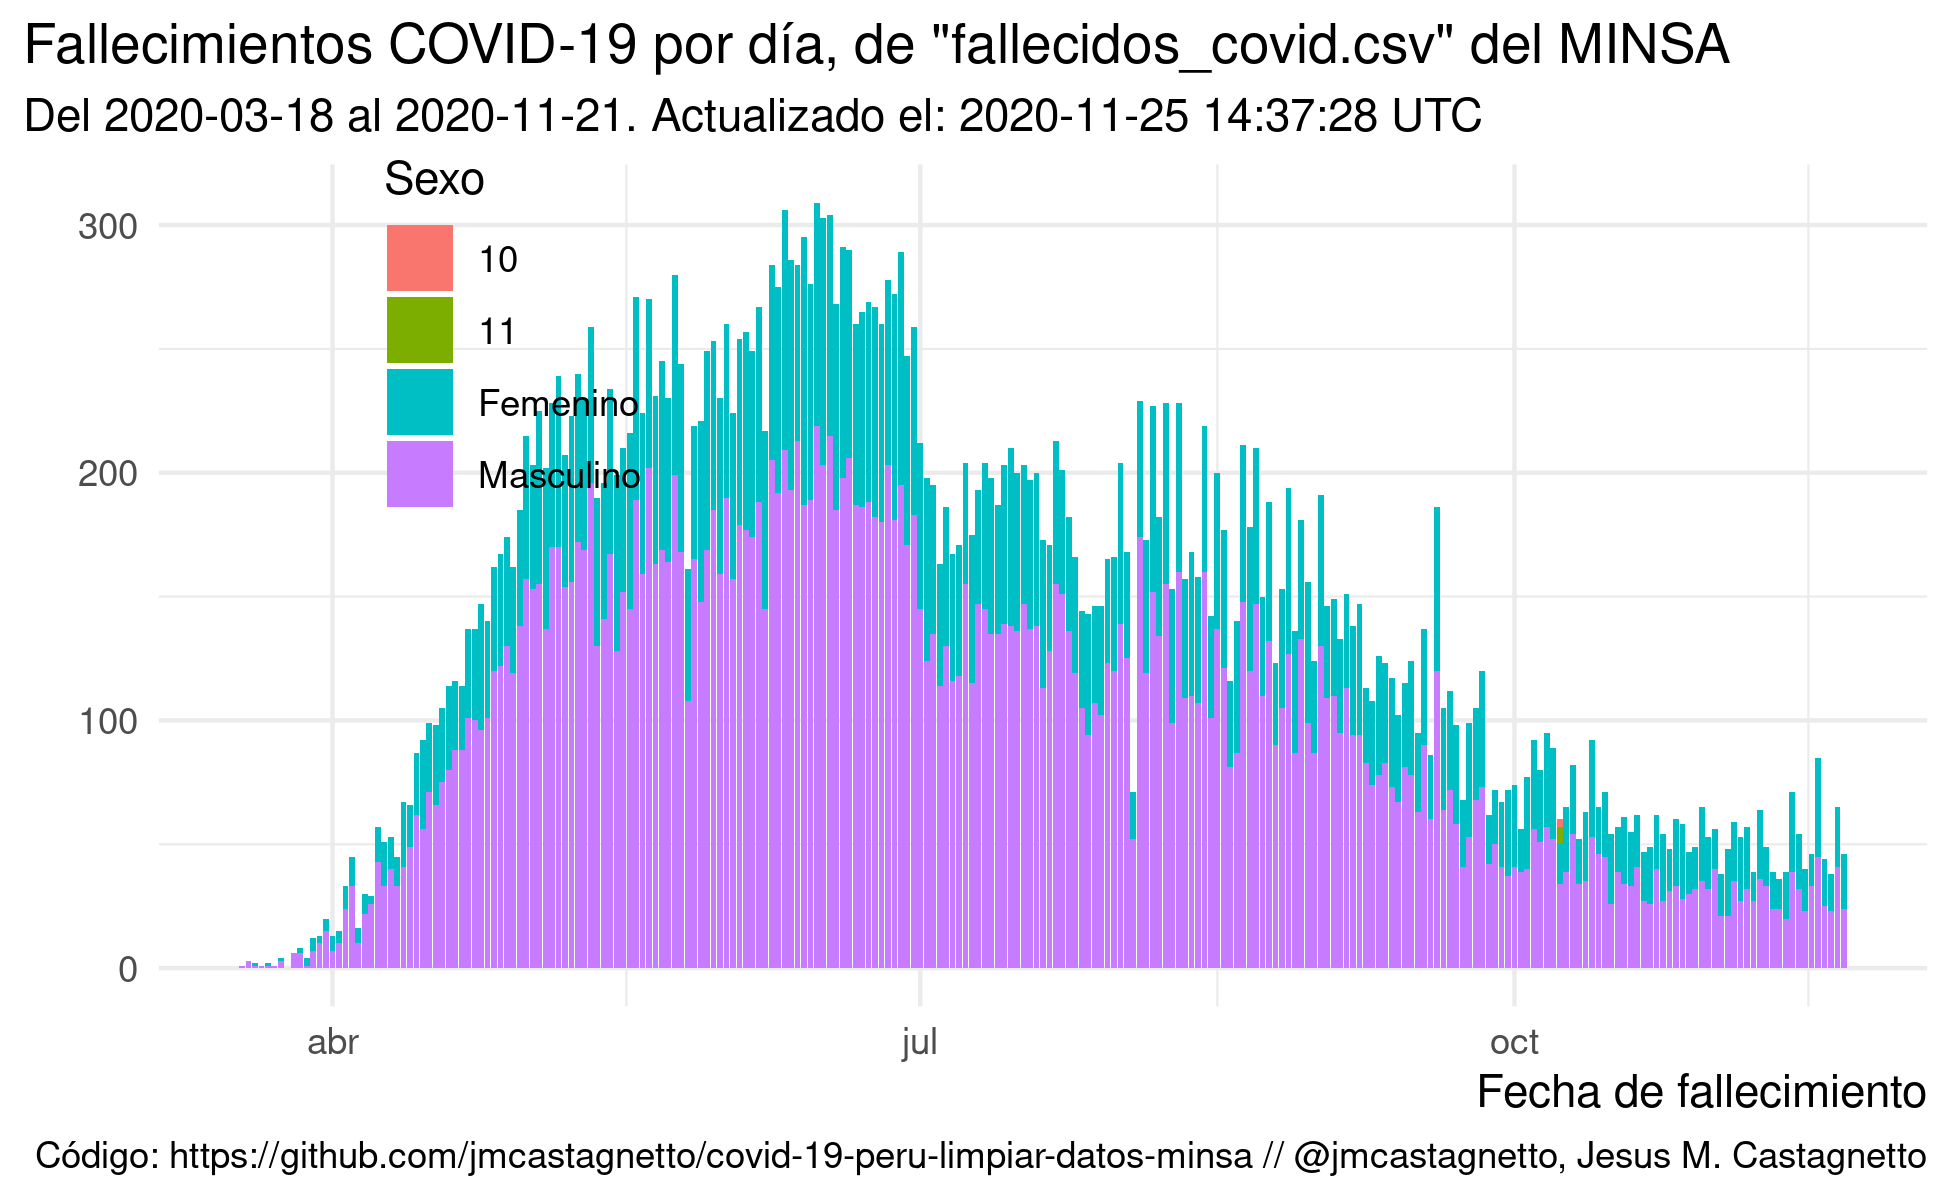 Fallecimientos COVID-19 por día, de "fallecidos_covid.csv" del MINSA
Del 2020-03-18 al 2020-11-21. Actualizado el: 2020-11-25 14:37:28 UTC
Sexo
10
11
Femenino
Masculino
300
200
100
0
abr
jul
oct
Fecha de fallecimiento
Código: https://github.com/jmcastagnetto/covid-19-peru-limpiar-datos-minsa // @jmcastagnetto, Jesus M. Castagnetto